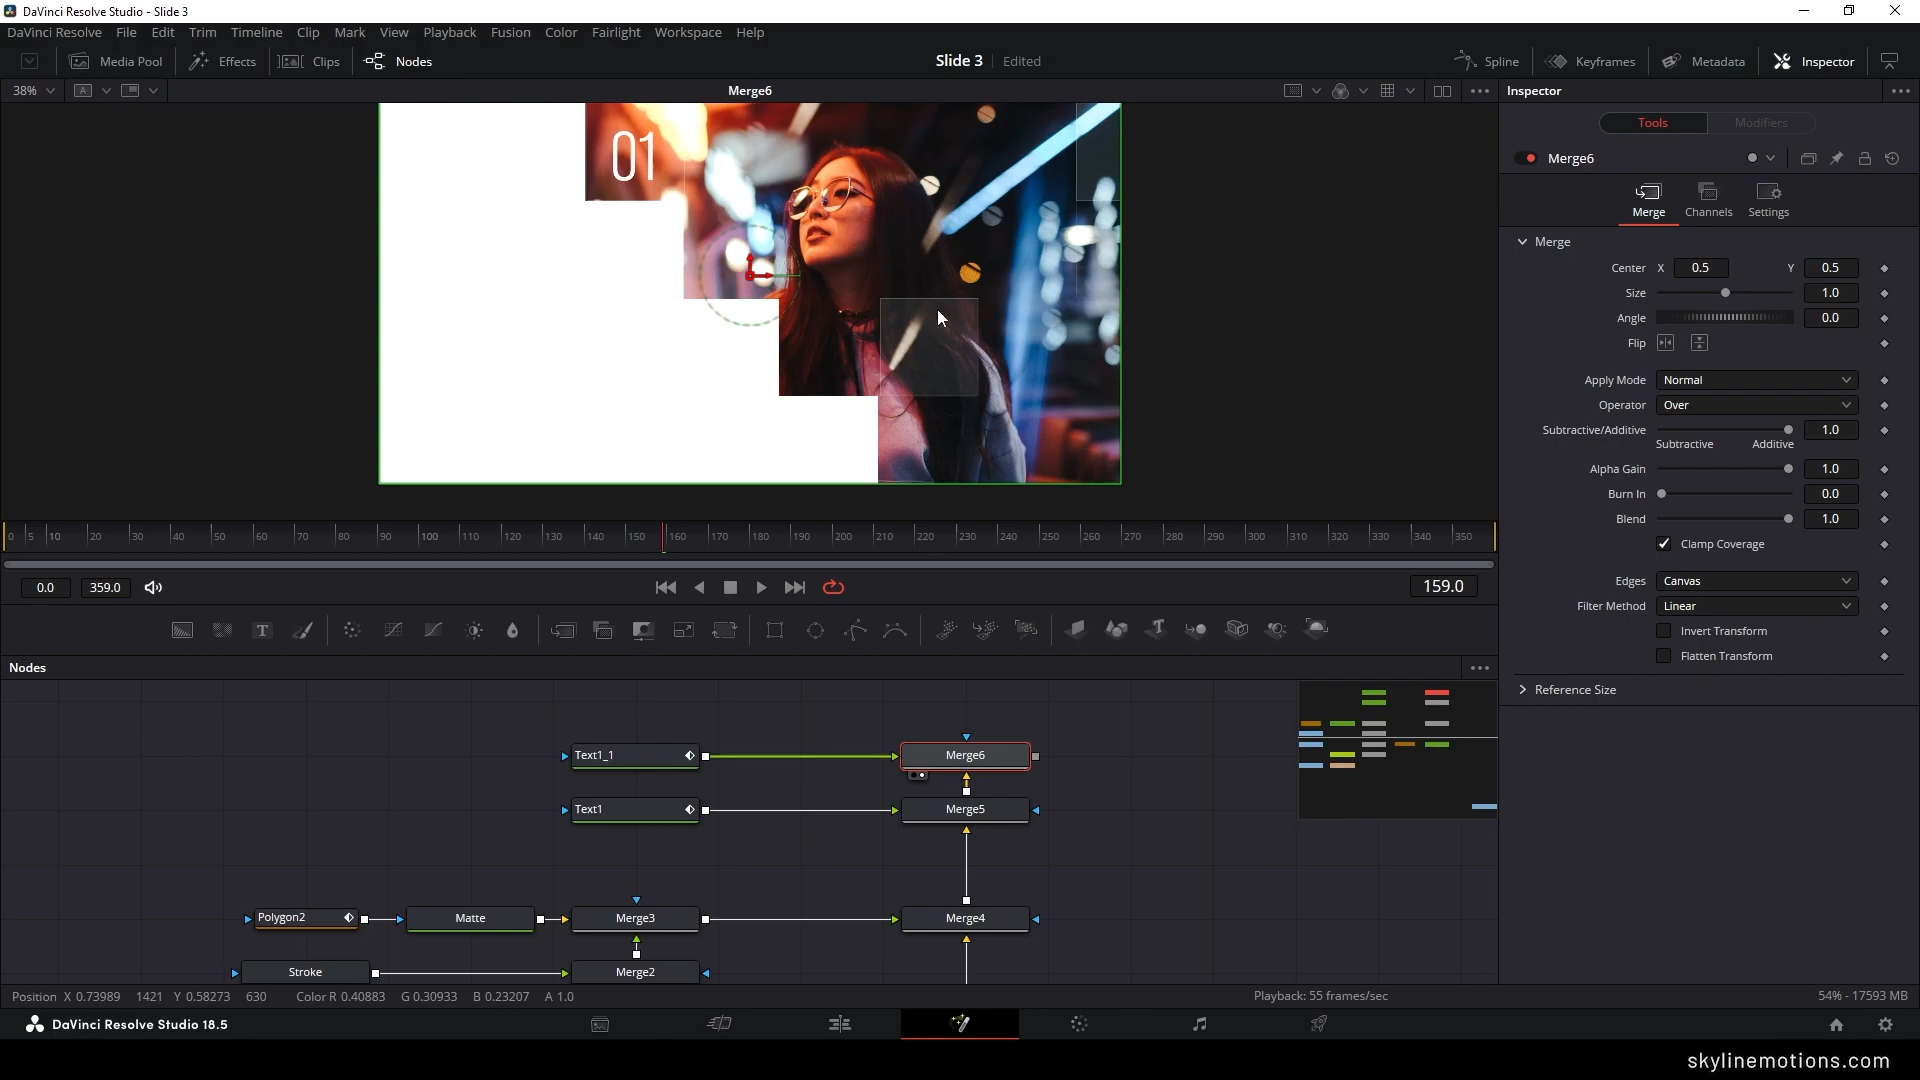 DaVinci Resolve Studio - Slide 3
DaVinci Resolve File Edit Trim Timeline Clip Mark View Playback Fusion Color Fairlight Workspace Help
Media Pool Effects Clips Nodes Slide 3 Edited Spline Keyframes Metadata Inspector
38% A Merge6 Inspector
Tools Modifiers
Merge6
Merge Channels Settings
Merge
Center X 0.5 Y 0.5
Size 1.0
Angle 0.0
Flip
Apply Mode Normal
Operator Over
Subtractive/Additive 1.0
Subtractive Additive
Alpha Gain 1.0
Burn In 0.0
Blend 1.0
Clamp Coverage
Edges Canvas
Filter Method Linear
Invert Transform
Flatten Transform
Reference Size
01
0 5 10 20 30 40 50 60 70 80 90 100 110 120 130 140 150 160 170 180 190 200 210 220 230 240 250 260 270 280 290 300 310 320 330 340 350
0.0 359.0 159.0
T
Nodes
Text1_1 Merge6
Text1 Merge5
Polygon2 Matte Merge3 Merge4
Stroke Merge2
Position X 0.73989 1421 Y 0.58273 630 Color R 0.40883 G 0.30933 B 0.23207 A 1.0 Playback: 55 frames/sec 54% - 17593 MB
DaVinci Resolve Studio 18.5
skylinemotions.com